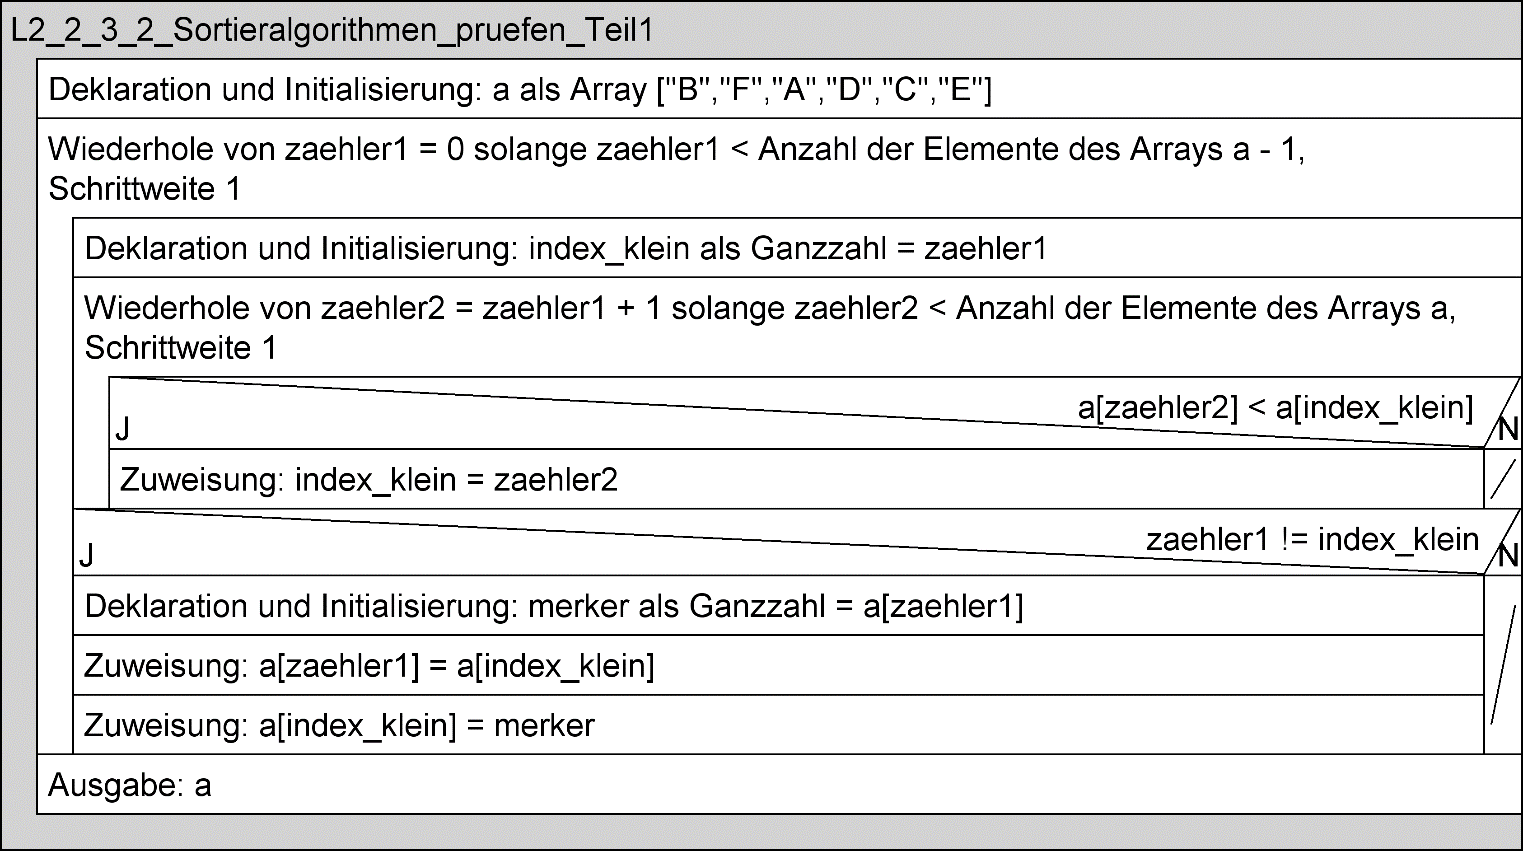 L2_2_3_2_Sortieralgorithmen_pruefen_Teil1
Deklaration und Initialisierung: a als Array ["B","F","A","D","C","E"]
Wiederhole von zaehler1 = 0 solange zaehler1 < Anzahl der Elemente des Arrays a - 1,
Schrittweite 1
Deklaration und Initialisierung: index_klein als Ganzzahl = zaehler1
Wiederhole von zaehler2 = zaehler1 + 1 solange zaehler2 < Anzahl der Elemente des Arrays a,
Schrittweite 1
a[zaehler2] < a[index_klein]
J N
Zuweisung: index_klein = zaehler2
zaehler1 != index_klein
J N
Deklaration und Initialisierung: merker als Ganzzahl = a[zaehler1]
Zuweisung: a[zaehler1] = a[index_klein]
Zuweisung: a[index_klein] = merker
Ausgabe: a